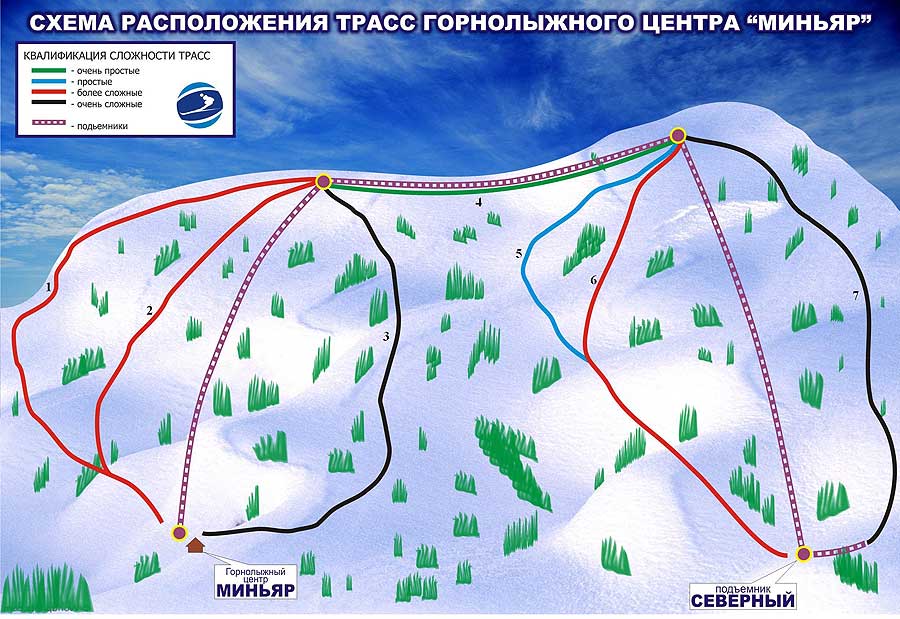 СХЕМА РАСПОЛОЖЕНИЯ ТРАСС ГОРНОЛЫЖНОГО ЦЕНТРА “МИНЬЯР”
КВАЛИФИКАЦИЯ СЛОЖНОСТИ ТРАСС
- очень простые
- простые
- более сложные
- очень сложные
- подьемники
4
5
1
6
7
2
3
Горнолыжный
центр
МИНЬЯР
подъемник
СЕВЕРНЫЙ